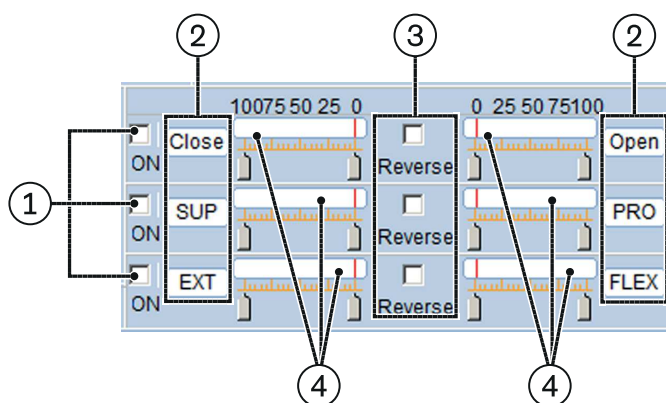 2 3 2
10075 50 25 0 0 25 50 75100
Close Open
ON Reverse
1
SUP PRO
ON Reverse
EXT FLEX
ON Reverse
4 4